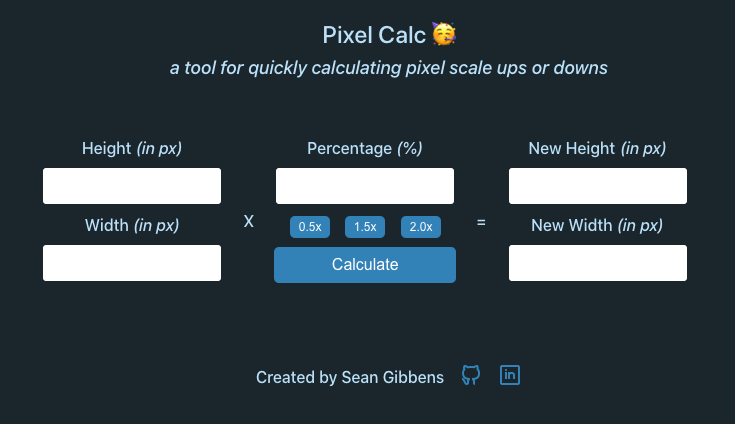 Pixel Calc 🥳
a tool for quickly calculating pixel scale ups or downs
Height (in px)
Percentage (%)
New Height (in px)
X
0.5x 1.5x 2.0x
=
Width (in px)
New Width (in px)
Calculate
Created by Sean Gibbens
in